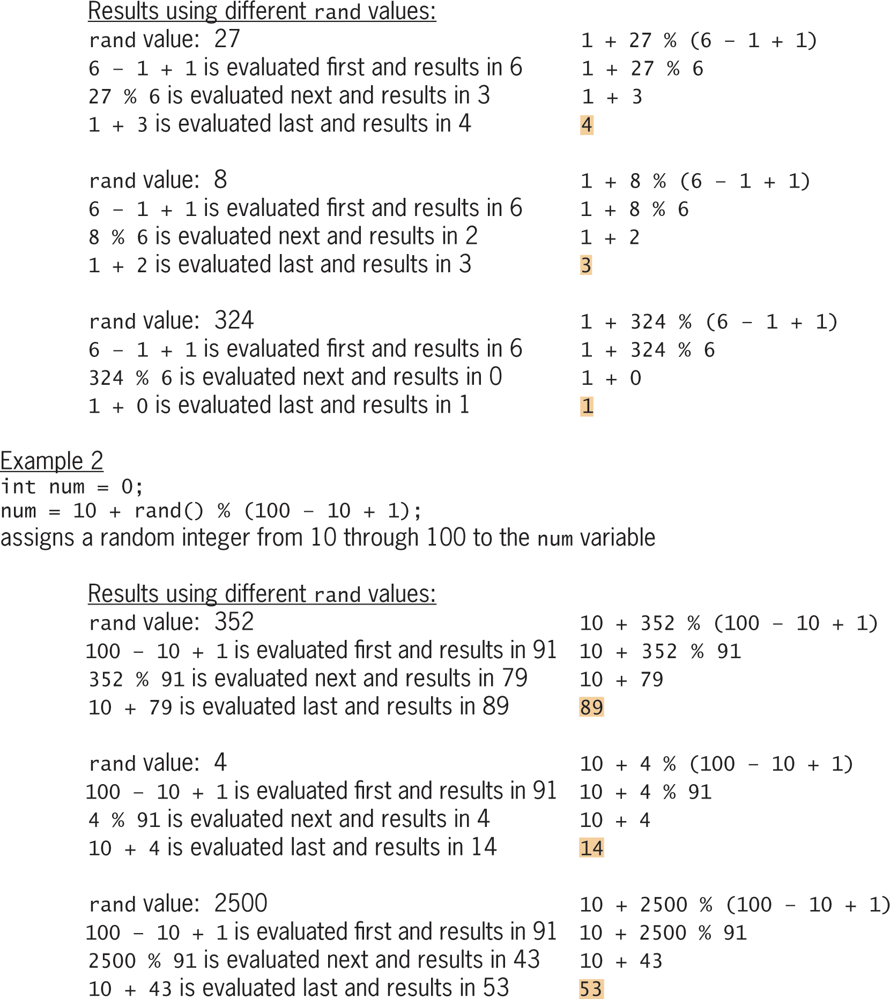 Results using different rand values:
rand value: 27 1 + 27 % (6 – 1 + 1)
6 – 1 + 1 is evaluated first and results in 6 1 + 27 % 6
27 % 6 is evaluated next and results in 3 1 + 3
1 + 3 is evaluated last and results in 4 4
rand value: 8 1 + 8 % (6 – 1 + 1)
6 – 1 + 1 is evaluated first and results in 6 1 + 8 % 6
8 % 6 is evaluated next and results in 2 1 + 2
1 + 2 is evaluated last and results in 3 3
rand value: 324 1 + 324 % (6 – 1 + 1)
6 – 1 + 1 is evaluated first and results in 6 1 + 324 % 6
324 % 6 is evaluated next and results in 0 1 + 0
1 + 0 is evaluated last and results in 1 1
Example 2
int num = 0;
num = 10 + rand() % (100 – 10 + 1);
assigns a random integer from 10 through 100 to the num variable
Results using different rand values:
rand value: 352 10 + 352 % (100 – 10 + 1)
100 – 10 + 1 is evaluated first and results in 91 10 + 352 % 91
352 % 91 is evaluated next and results in 79 10 + 79
10 + 79 is evaluated last and results in 89 89
rand value: 4 10 + 4 % (100 – 10 + 1)
100 – 10 + 1 is evaluated first and results in 91 10 + 4 % 91
4 % 91 is evaluated next and results in 4 10 + 4
10 + 4 is evaluated last and results in 14 14
rand value: 2500 10 + 2500 % (100 – 10 + 1)
100 – 10 + 1 is evaluated first and results in 91 10 + 2500 % 91
2500 % 91 is evaluated next and results in 43 10 + 43
10 + 43 is evaluated last and results in 53 53